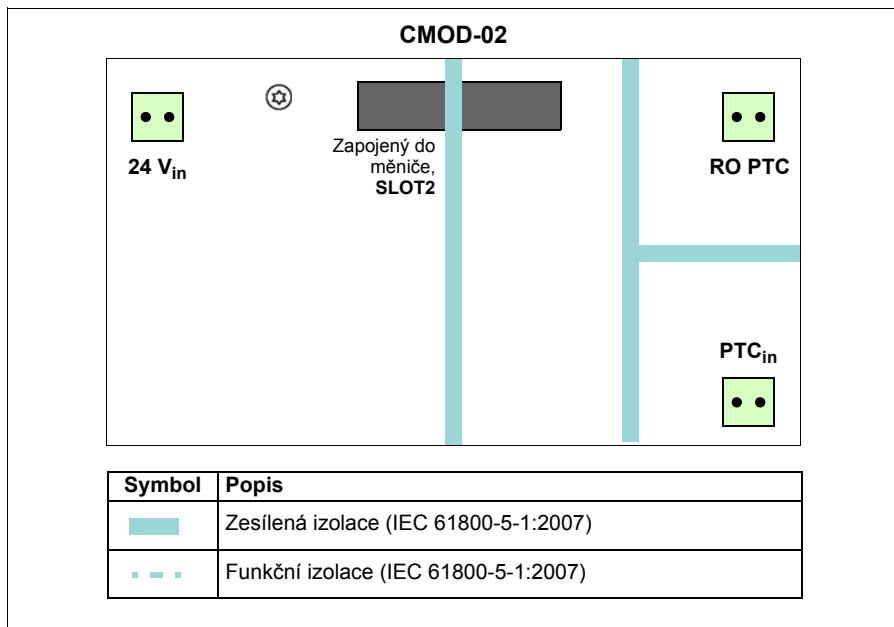 CMOD-02
24 Vin
Zapojený do
měniče,
SLOT2
RO PTC
PTCin
Symbol Popis
Zesílená izolace (IEC 61800-5-1:2007)
Funkční izolace (IEC 61800-5-1:2007)